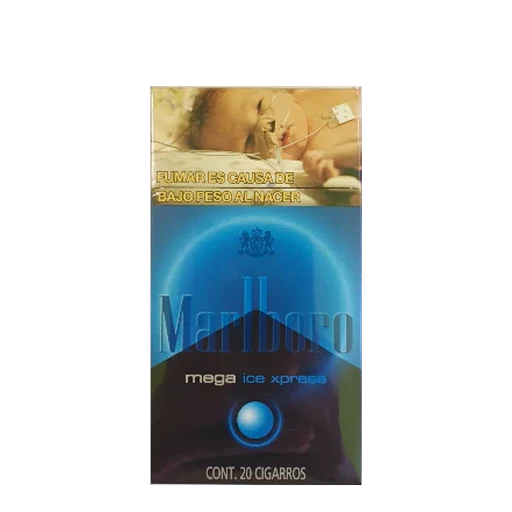 FUMAR ES CAUSA DE
BAJO PESO AL NACER
Marlboro
mega ice xpress
CONT. 20 CIGARROS